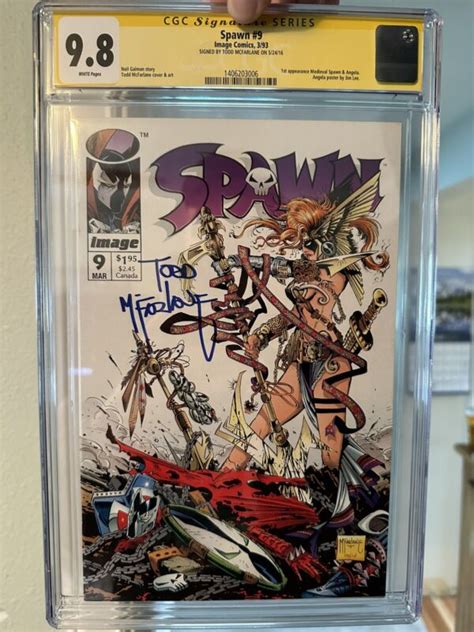 CGC Signature SERIES
9.8
WHITE Pages
Spawn #9
Image Comics, 3/93
SIGNED BY TODD McFARLANE ON 5/24/16
Neil Gaiman story
Todd McFarlane cover & art
1406203006
1st appearance Medieval Spawn & Angela.
Angela poster by Jim Lee.
TM
SPAWN
image
9
MAR
$1.95
$2.45
Canada
TODD
McFARLANE
McFARLANE